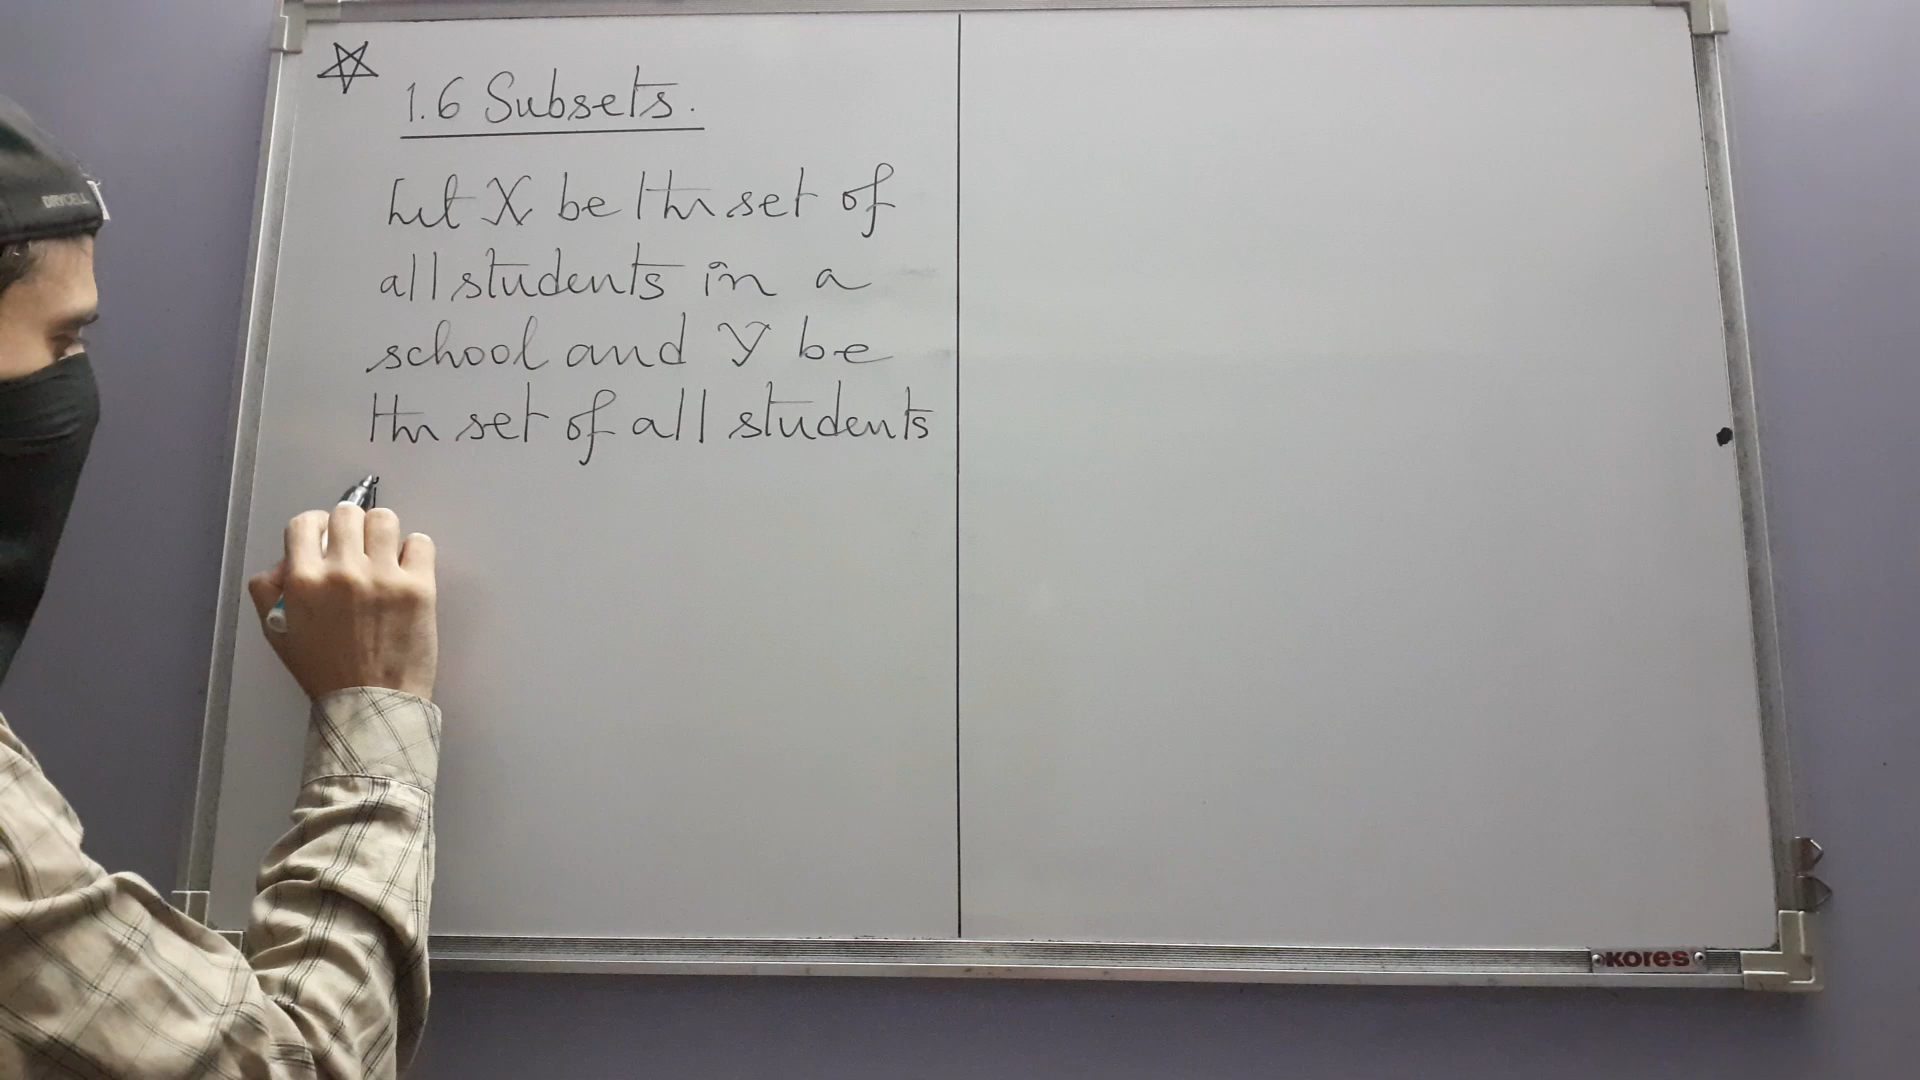 1.6 Subsets.
Let X be the set of
all students in a
school and Y be
the set of all students
DRYCELL
KORES